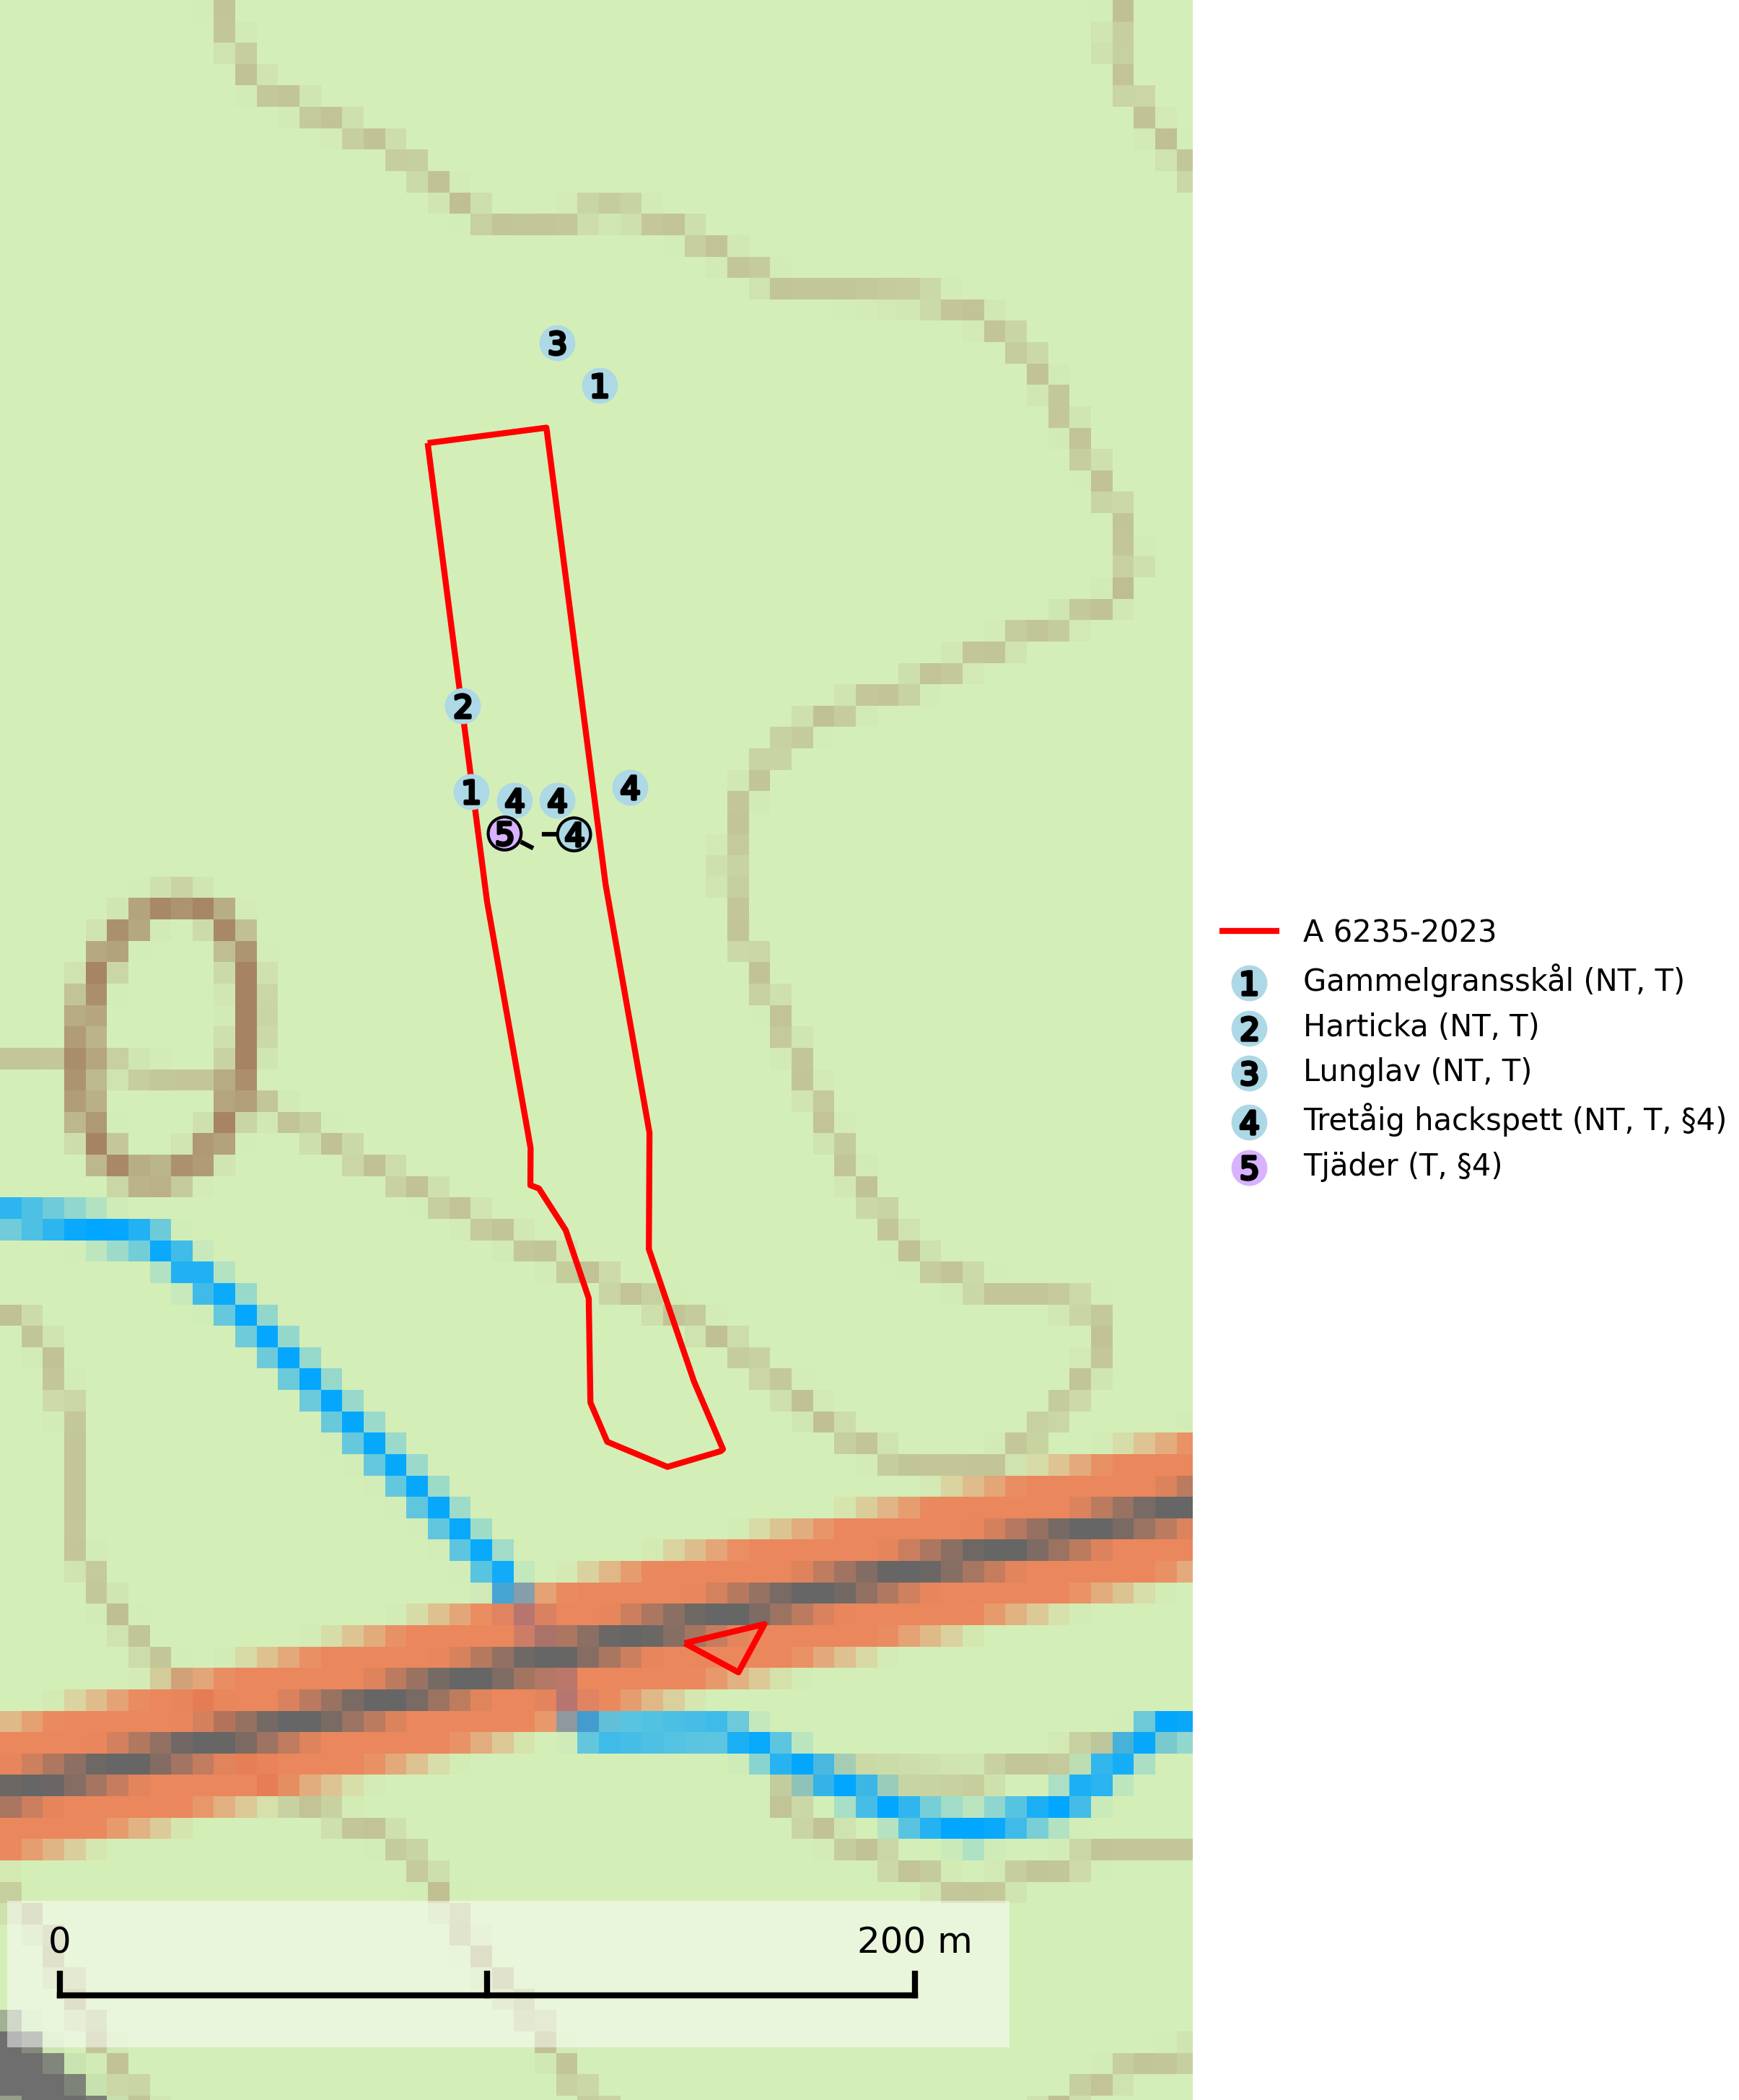 3
1
2
1
4
4
4
5
4
A 6235-2023
1 Gammelgransskål (NT, T)
2 Harticka (NT, T)
3 Lunglav (NT, T)
4 Tretåig hackspett (NT, T, §4)
5 Tjäder (T, §4)
0 200 m